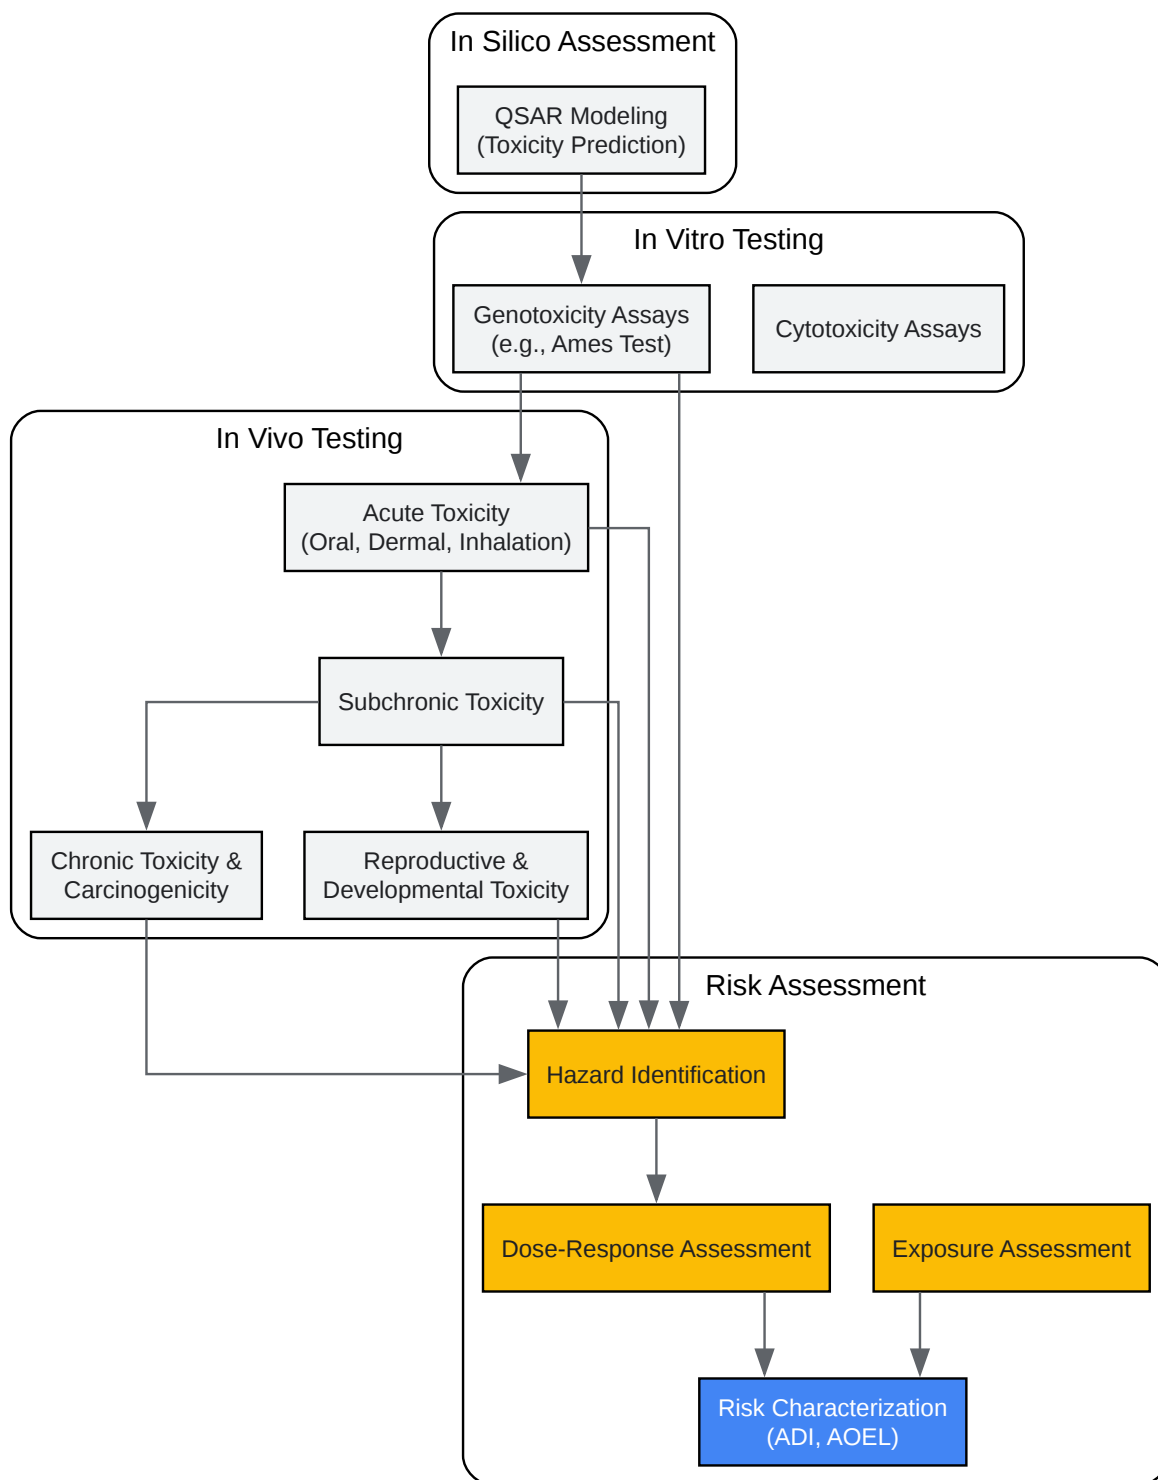 In Silico Assessment
QSAR Modeling
(Toxicity Prediction)
In Vitro Testing
Genotoxicity Assays
(e.g., Ames Test)
Cytotoxicity Assays
In Vivo Testing
Acute Toxicity
(Oral, Dermal, Inhalation)
Subchronic Toxicity
Chronic Toxicity &
Carcinogenicity
Reproductive &
Developmental Toxicity
Risk Assessment
Hazard Identification
Dose-Response Assessment
Exposure Assessment
Risk Characterization
(ADI, AOEL)